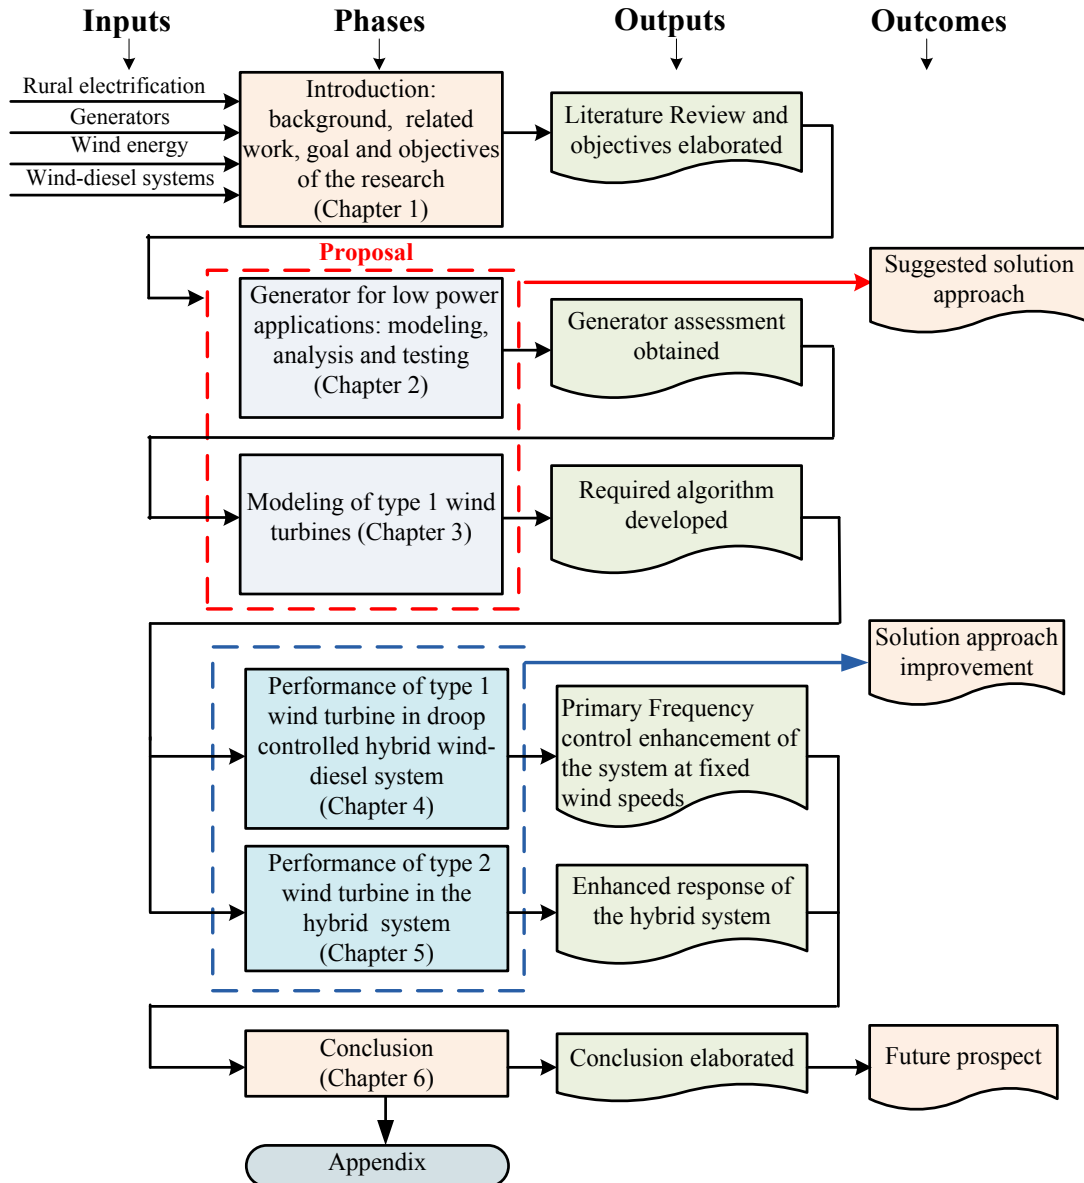 Inputs
Phases
Outputs
Outcomes
Rural electrification
Generators
Wind energy
Wind-diesel systems
Introduction:
background, related
work, goal and objectives
of the research
(Chapter 1)
Literature Review and
objectives elaborated
Proposal
Generator for low power
applications: modeling,
analysis and testing
(Chapter 2)
Generator assessment
obtained
Suggested solution
approach
Modeling of type 1 wind
turbines (Chapter 3)
Required algorithm
developed
Performance of type 1
wind turbine in droop
controlled hybrid wind-
diesel system
(Chapter 4)
Primary Frequency
control enhancement of
the system at fixed
wind speeds
Solution approach
improvement
Performance of type 2
wind turbine in the
hybrid system
(Chapter 5)
Enhanced response of
the hybrid system
Conclusion
(Chapter 6)
Conclusion elaborated
Future prospect
Appendix